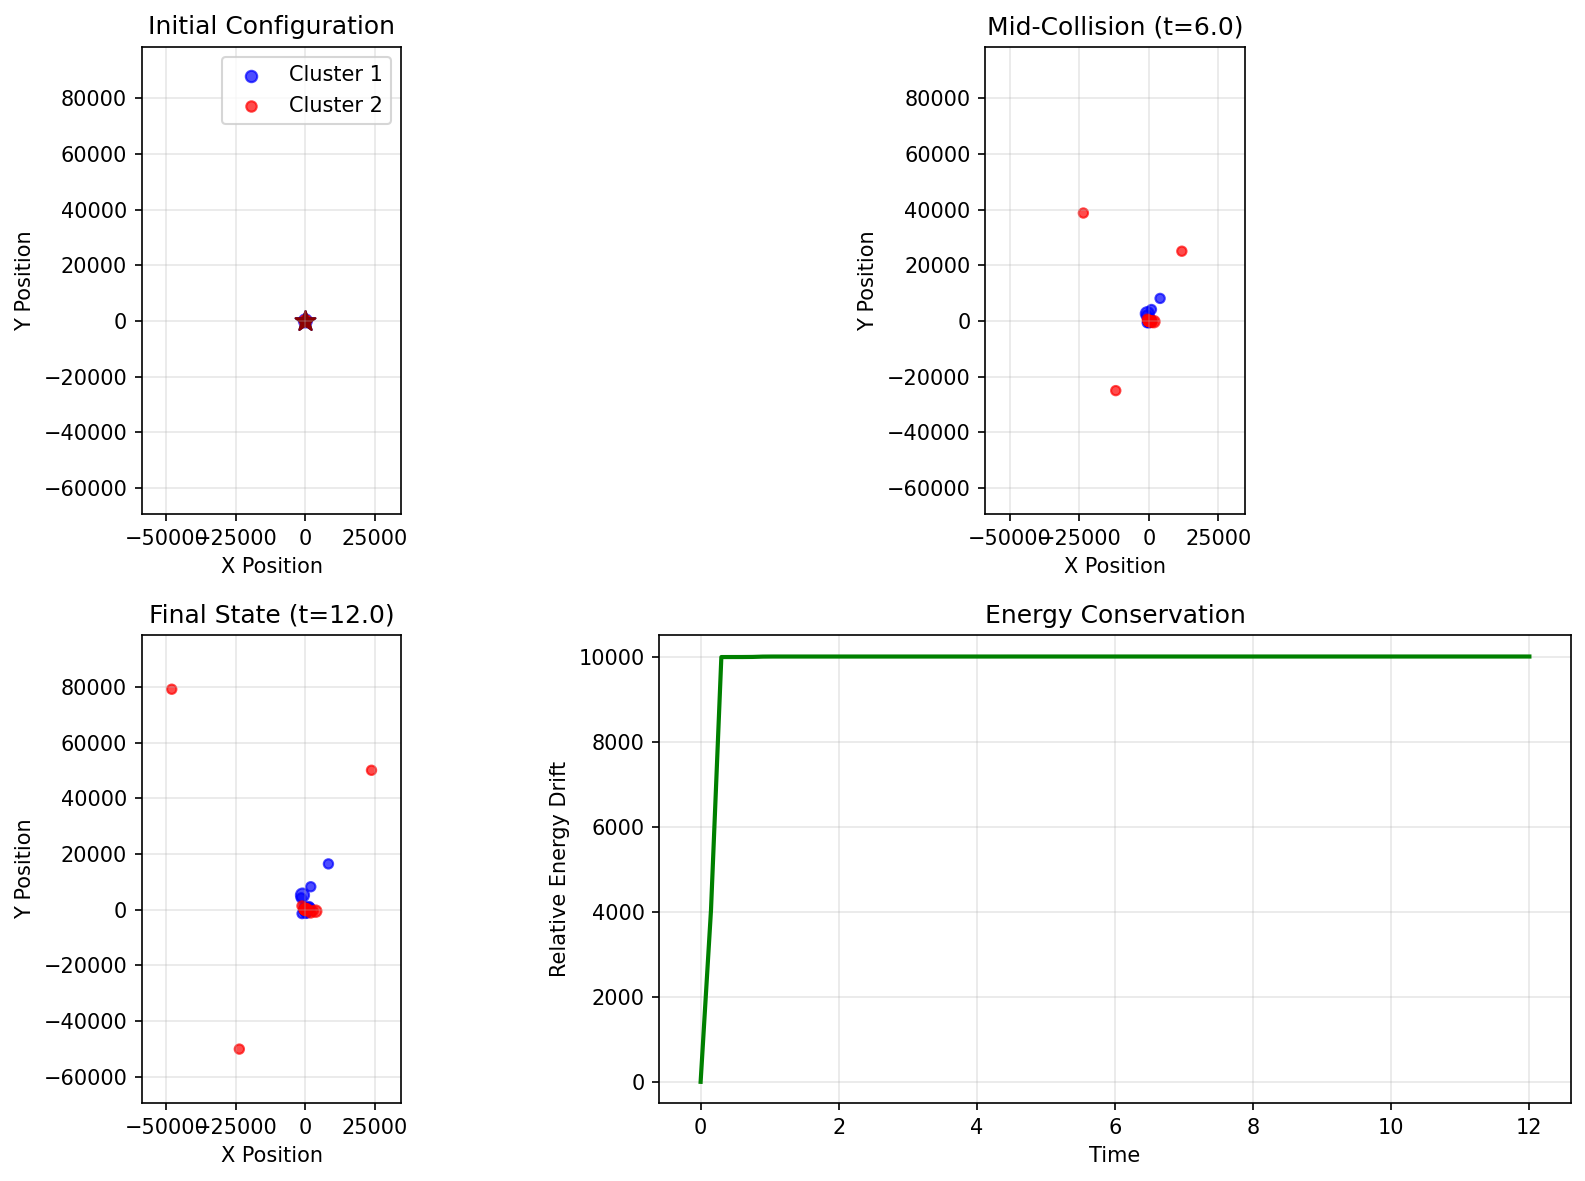 Initial Configuration
Cluster 1
Cluster 2
80000
60000
40000
20000
0
−20000
−40000
−60000
Y Position
−50000 −25000 0 25000
X Position
Mid-Collision (t=6.0)
80000
60000
40000
20000
0
−20000
−40000
−60000
Y Position
−50000 −25000 0 25000
X Position
Final State (t=12.0)
80000
60000
40000
20000
0
−20000
−40000
−60000
Y Position
−50000 −25000 0 25000
X Position
Energy Conservation
10000
8000
6000
4000
2000
0
Relative Energy Drift
0 2 4 6 8 10 12
Time